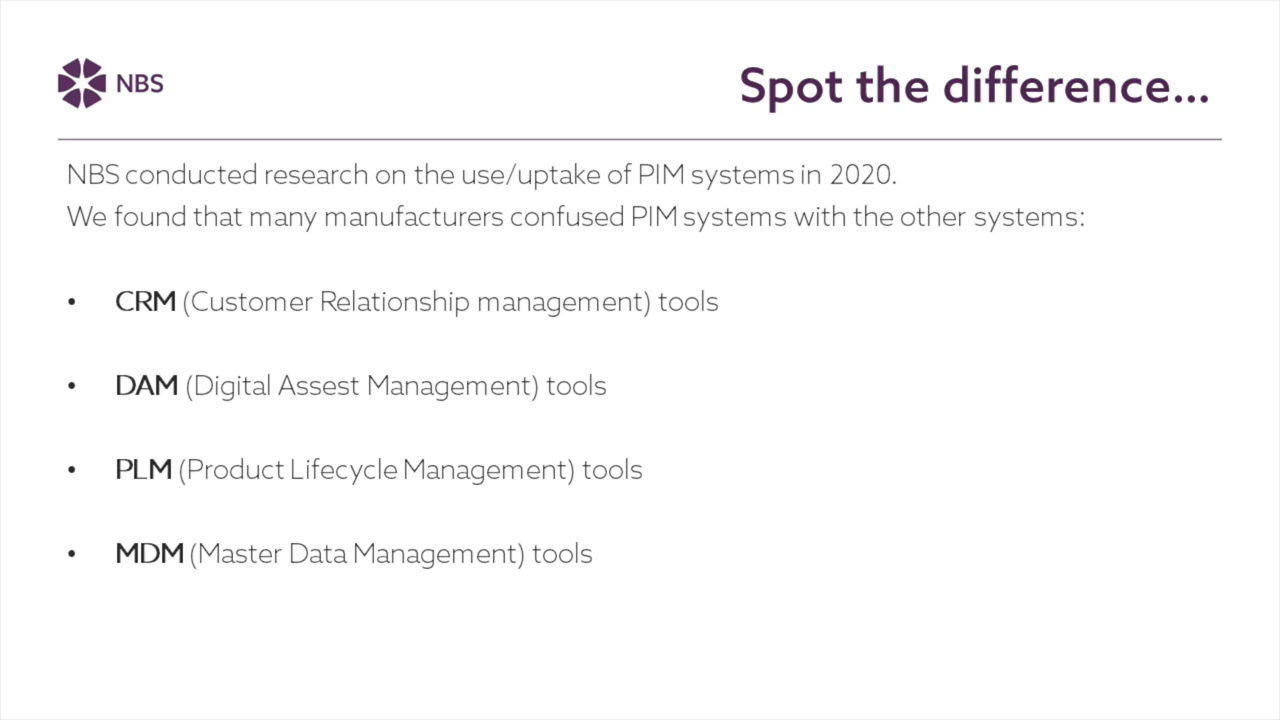 NBS
Spot the difference...
NBS conducted research on the use/uptake of PIM systems in 2020.
We found that many manufacturers confused PIM systems with the other systems:
• CRM (Customer Relationship management) tools
• DAM (Digital Assest Management) tools
• PLM (Product Lifecycle Management) tools
• MDM (Master Data Management) tools